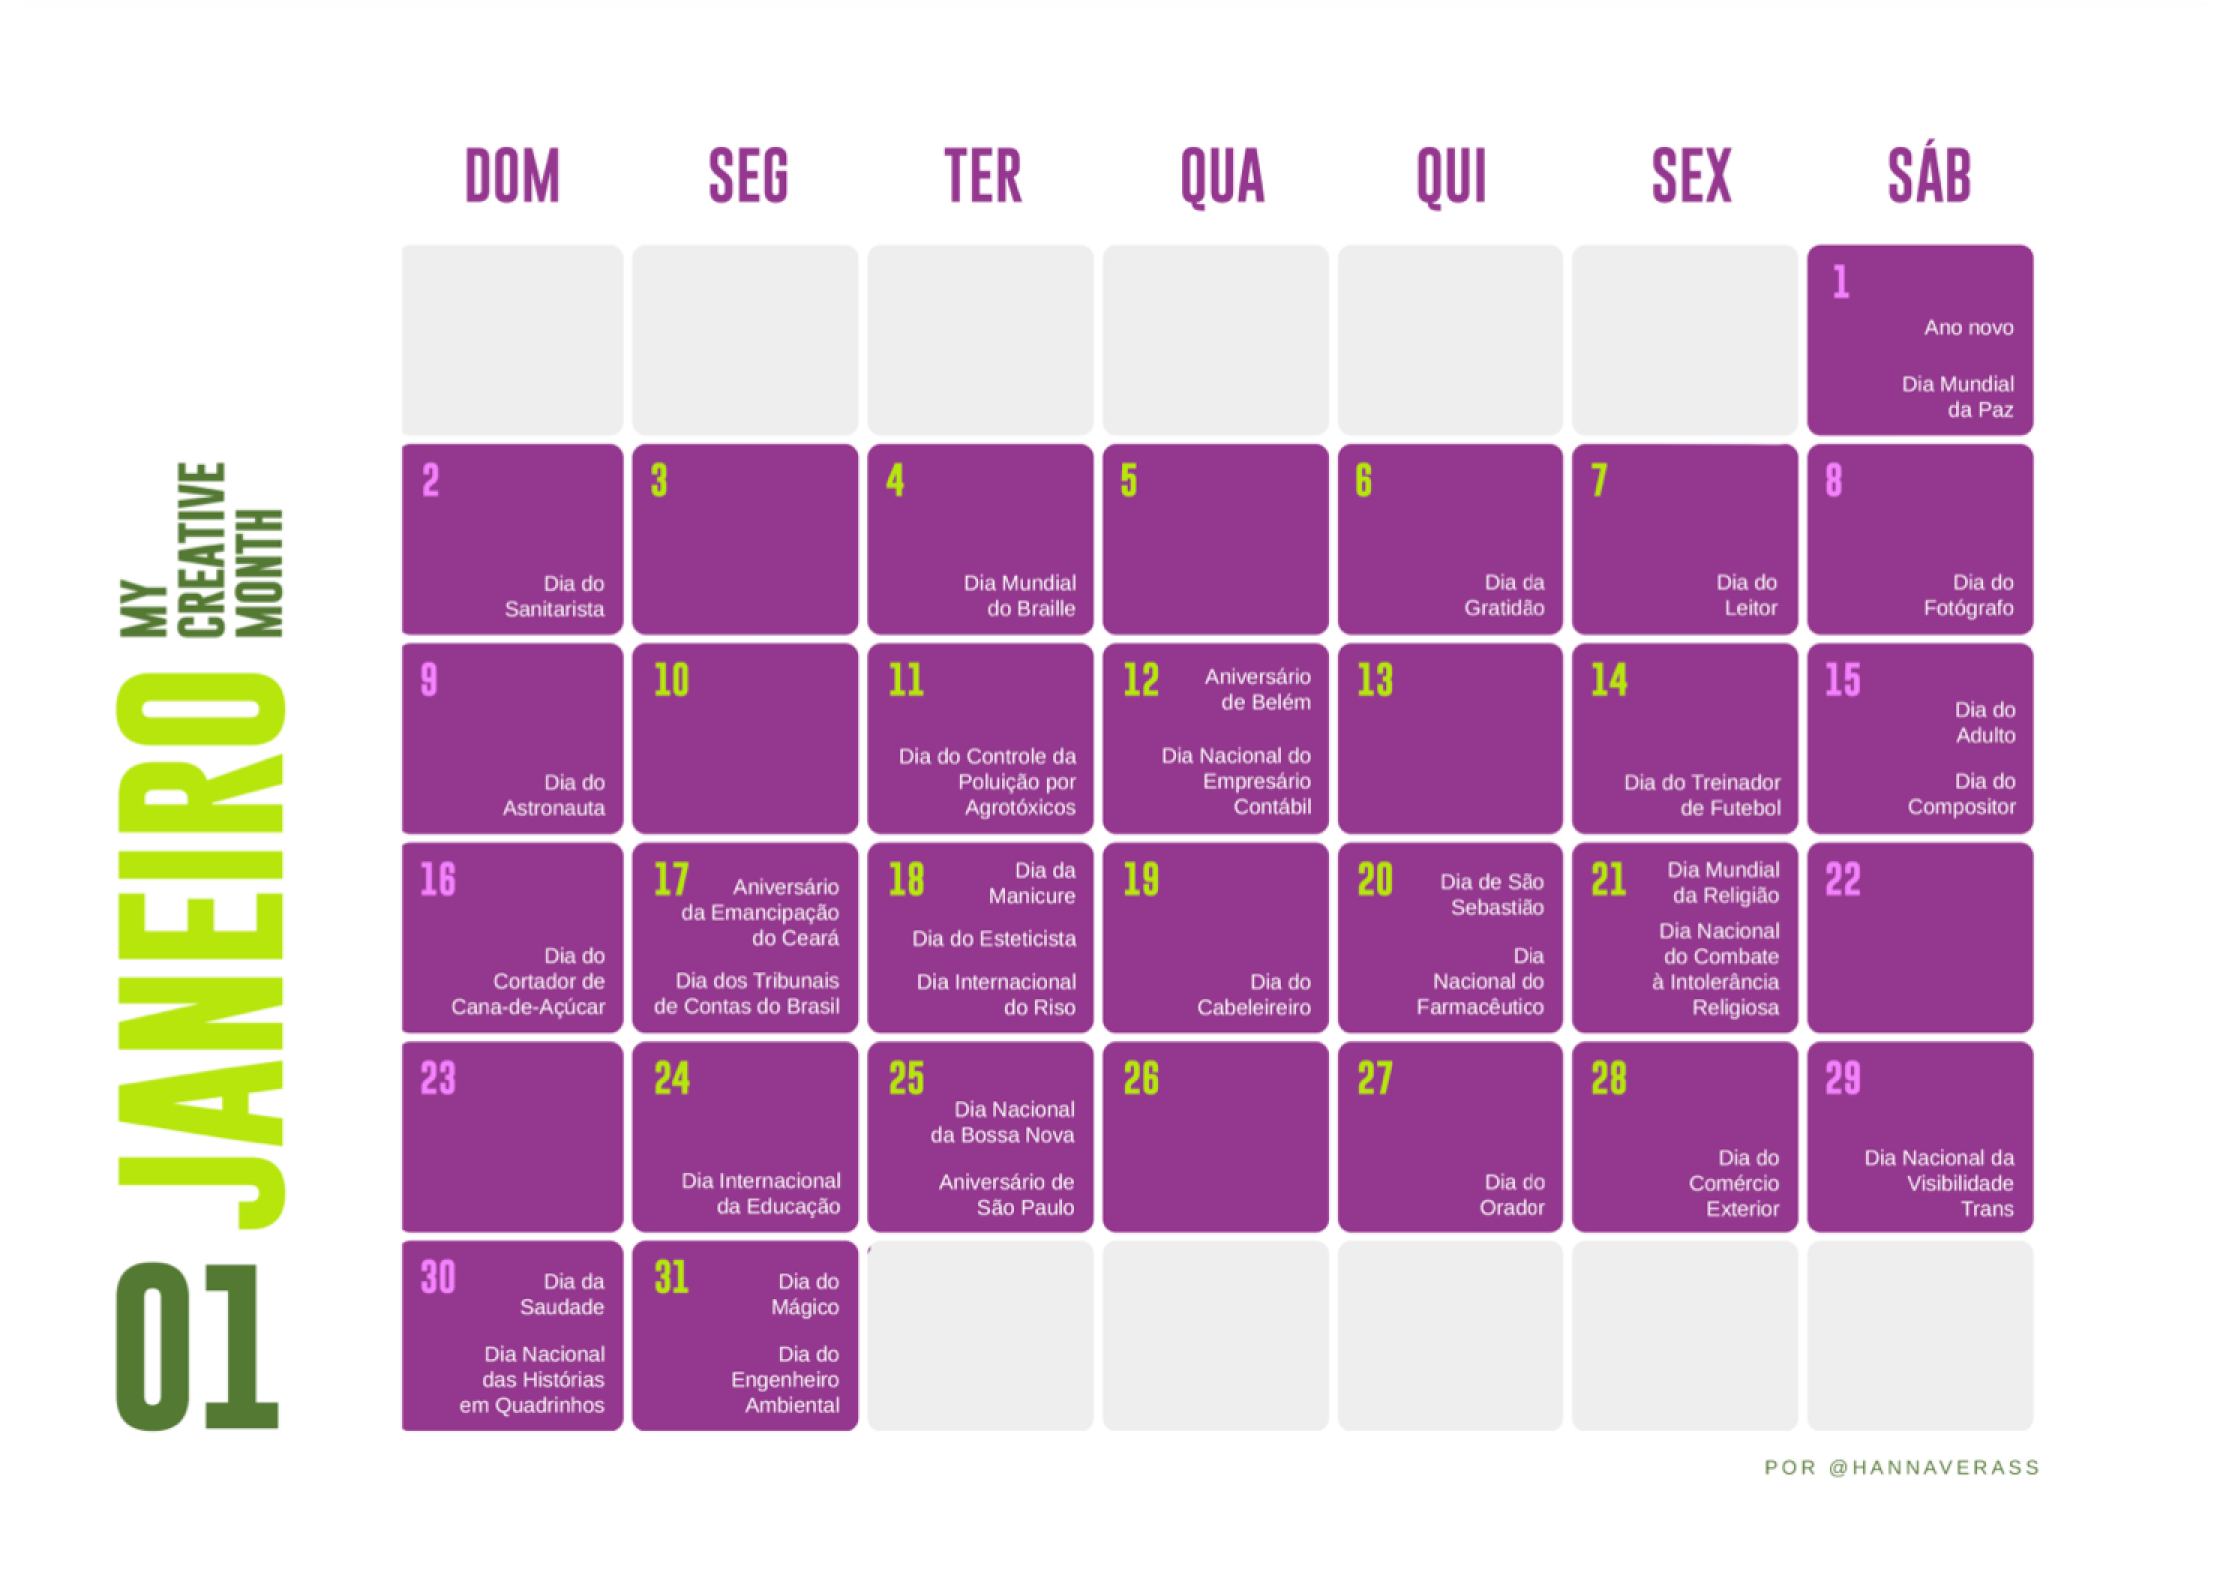 DOM SEG TER QUA QUI SEX SÁB
1
Ano novo
Dia Mundial
da Paz
2
Dia do
Sanitarista
3
4
Dia Mundial
do Braille
5
6
Dia da
Gratidão
7
Dia do
Leitor
8
Dia do
Fotógrafo
9
Dia do
Astronauta
10
11
Dia do Controle da
Poluição por
Agrotóxicos
12
Aniversário
de Belém
Dia Nacional do
Empresário
Contábil
13
14
Dia do Treinador
de Futebol
15
Dia do
Adulto
Dia do
Compositor
16
Dia do
Cortador de
Cana-de-Açúcar
17
Aniversário
da Emancipação
do Ceará
Dia dos Tribunais
de Contas do Brasil
18
Dia da
Manicure
Dia do Esteticista
Dia Internacional
do Riso
19
Dia do
Cabeleireiro
20
Dia de São
Sebastião
Dia
Nacional do
Farmacêutico
21
Dia Mundial
da Religião
Dia Nacional
do Combate
à Intolerância
Religiosa
22
23
24
Dia Internacional
da Educação
25
Dia Nacional
da Bossa Nova
Aniversário de
São Paulo
26
27
Dia do
Orador
28
Dia do
Comércio
Exterior
29
Dia Nacional da
Visibilidade
Trans
30
Dia da
Saudade
Dia Nacional
das Histórias
em Quadrinhos
31
Dia do
Mágico
Dia do
Engenheiro
Ambiental
01 JANEIRO
MY
CREATIVE
MONTH
POR @HANNAVERASS